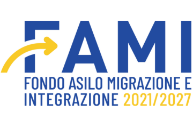 FAMI
FONDO ASILO MIGRAZIONE E
INTEGRAZIONE 2021/2027